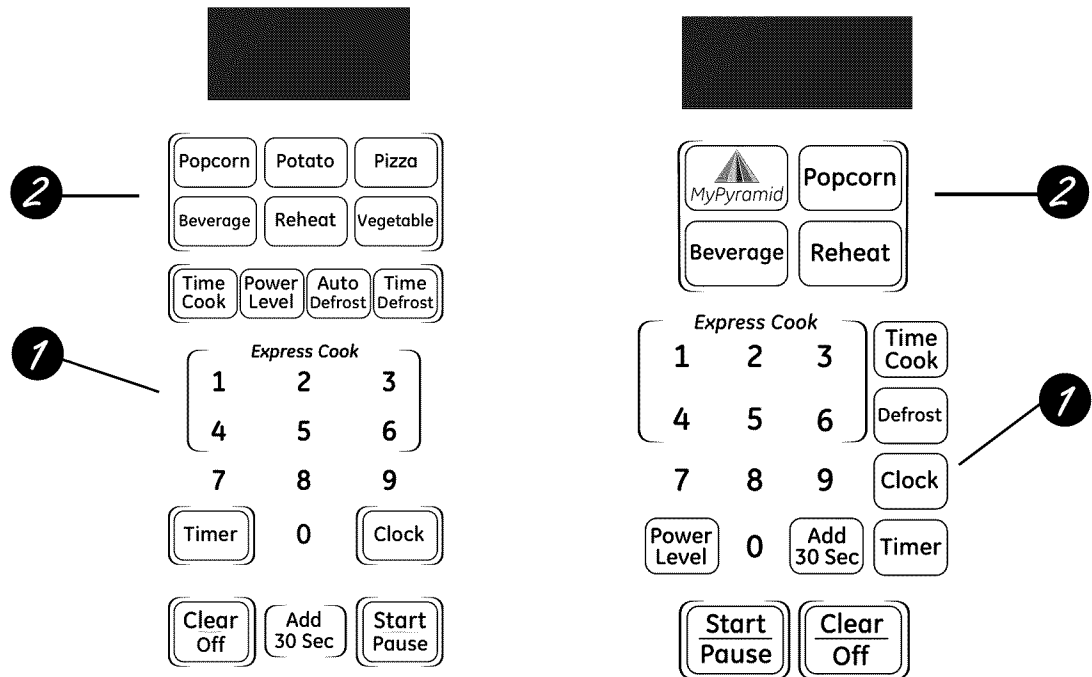 Popcorn Potato Pizza
2
Beverage Reheat Vegetable
Time Cook Power Level Auto Defrost Time Defrost
1
Express Cook
1 2 3
4 5 6
7 8 9
Timer 0 Clock
Clear Off Add 30 Sec Start Pause
MyPyramid Popcorn
2
Beverage Reheat
Express Cook
1 2 3 Time Cook
4 5 6 Defrost
1
7 8 9 Clock
Power Level 0 Add 30 Sec Timer
Start Pause Clear Off